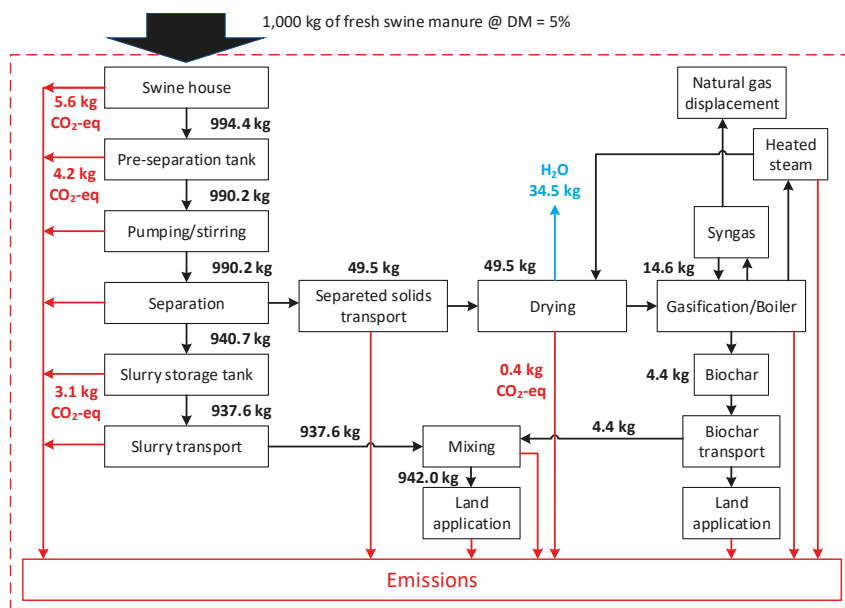 1,000 kg of fresh swine manure @ DM = 5%
Swine house
5.6 kg
CO₂-eq
994.4 kg
Pre-separation tank
4.2 kg
CO₂-eq
990.2 kg
Pumping/stirring
990.2 kg
Separation
940.7 kg
Slurry storage tank
3.1 kg
CO₂-eq
937.6 kg
Slurry transport
937.6 kg
49.5 kg
Separeted solids
transport
49.5 kg
Drying
H₂O
34.5 kg
0.4 kg
CO₂-eq
14.6 kg
Gasification/Boiler
Syngas
Natural gas
displacement
Heated
steam
4.4 kg
Biochar
Biochar
transport
4.4 kg
Mixing
942.0 kg
Land
application
Land
application
Emissions